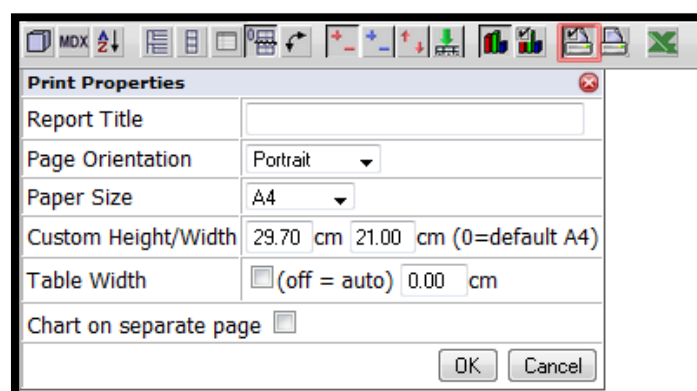 MDX A Z
Print Properties
Report Title
Page Orientation Portrait
Paper Size A4
Custom Height/Width 29.70 cm 21.00 cm (0=default A4)
Table Width (off = auto) 0.00 cm
Chart on separate page
OK Cancel